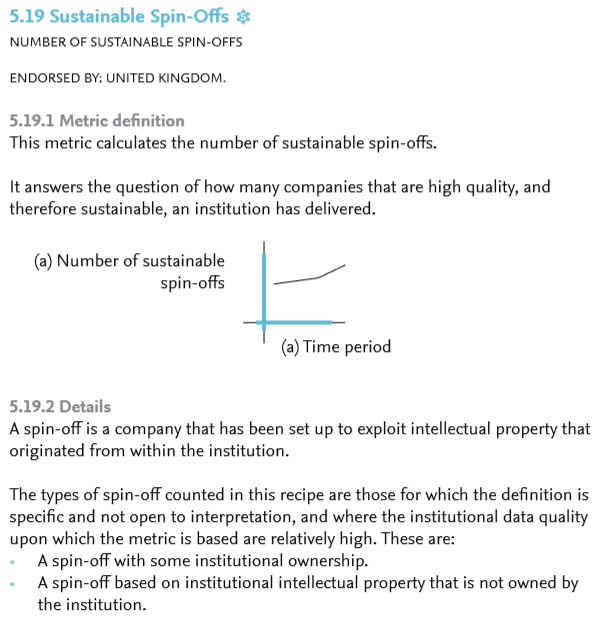 5.19 Sustainable Spin-Offs
NUMBER OF SUSTAINABLE SPIN-OFFS
ENDORSED BY: UNITED KINGDOM.
5.19.1 Metric definition
This metric calculates the number of sustainable spin-offs.
It answers the question of how many companies that are high quality, and
therefore sustainable, an institution has delivered.
(a) Number of sustainable
spin-offs
(a) Time period
5.19.2 Details
A spin-off is a company that has been set up to exploit intellectual property that
originated from within the institution.
The types of spin-off counted in this recipe are those for which the definition is
specific and not open to interpretation, and where the institutional data quality
upon which the metric is based are relatively high. These are:
• A spin-off with some institutional ownership.
• A spin-off based on institutional intellectual property that is not owned by
the institution.